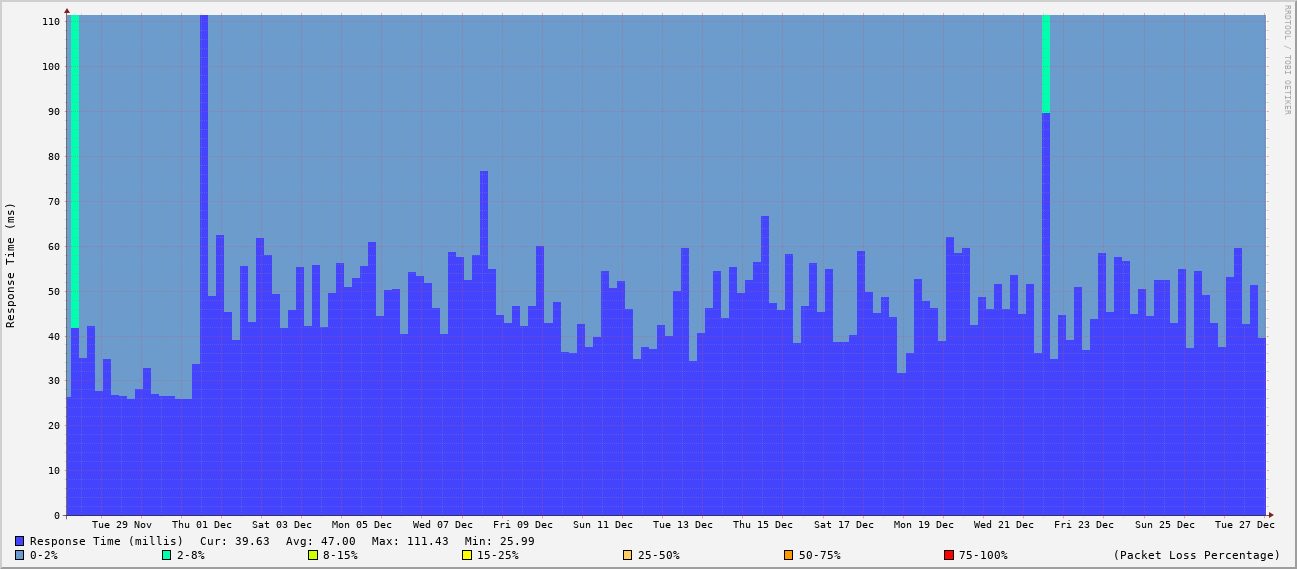 RRDTOOL / TOBI OETIKER
Response Time (ms)
110
100
90
80
70
60
50
40
30
20
10
0
Tue 29 Nov Thu 01 Dec Sat 03 Dec Mon 05 Dec Wed 07 Dec Fri 09 Dec Sun 11 Dec Tue 13 Dec Thu 15 Dec Sat 17 Dec Mon 19 Dec Wed 21 Dec Fri 23 Dec Sun 25 Dec Tue 27 Dec
Response Time (millis) Cur: 39.63 Avg: 47.00 Max: 111.43 Min: 25.99
0-2% 2-8% 8-15% 15-25% 25-50% 50-75% 75-100% (Packet Loss Percentage)